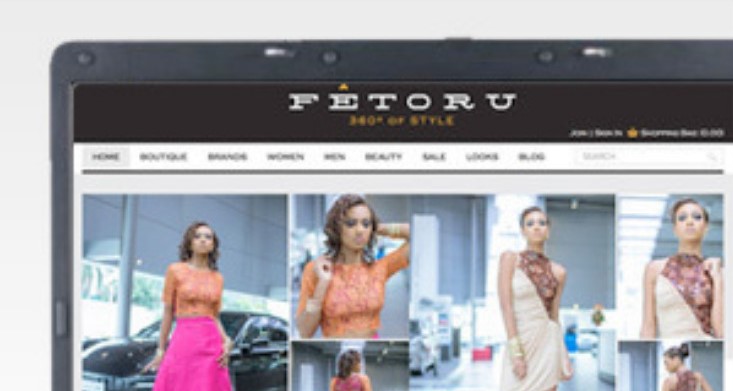 FÊTORU
360° OF STYLE
JOIN | SIGN IN SHOPPING BAG (0.00)
HOME BOUTIQUE BRANDS WOMEN MEN BEAUTY SALE LOOKS BLOG SEARCH